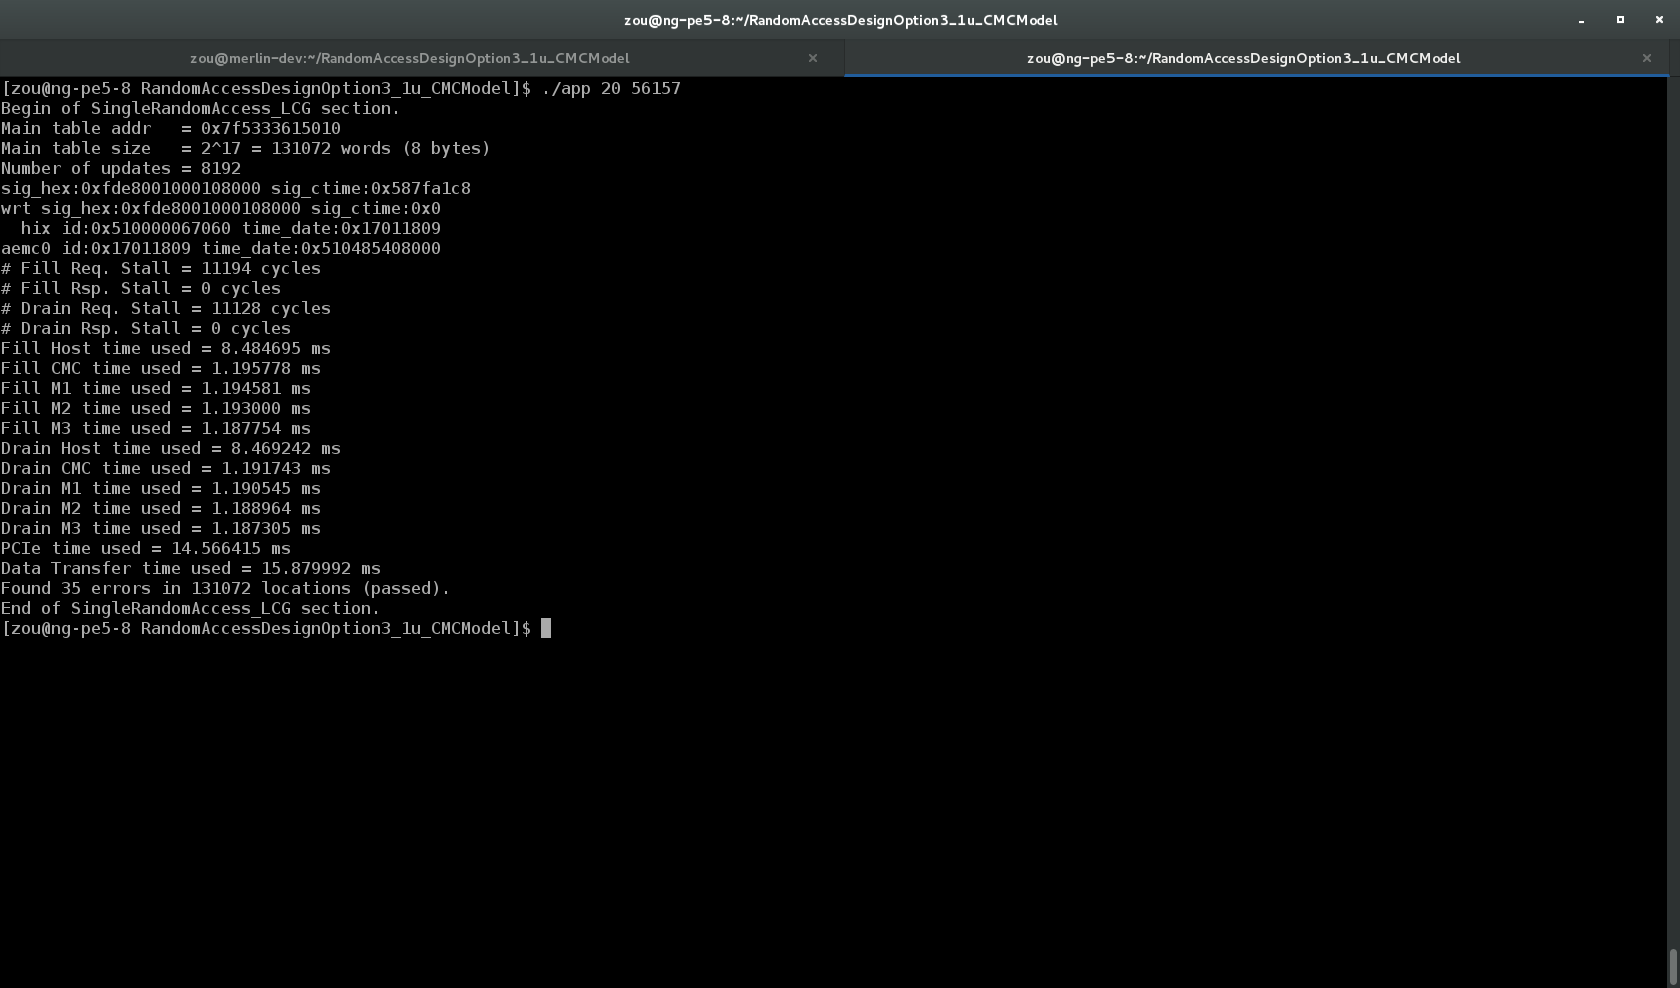 zou@ng-pe5-8:~/RandomAccessDesignOption3_1u_CMCModel
zou@merlin-dev:~/RandomAccessDesignOption3_1u_CMCModel × zou@ng-pe5-8:~/RandomAccessDesignOption3_1u_CMCModel ×
[zou@ng-pe5-8 RandomAccessDesignOption3_1u_CMCModel]$ ./app 20 56157
Begin of SingleRandomAccess_LCG section.
Main table addr   = 0x7f5333615010
Main table size   = 2^17 = 131072 words (8 bytes)
Number of updates = 8192
sig_hex:0xfde8001000108000 sig_ctime:0x587fa1c8
wrt sig_hex:0xfde8001000108000 sig_ctime:0x0
  hix id:0x510000067060 time_date:0x17011809
aemc0 id:0x17011809 time_date:0x510485408000
# Fill Req. Stall = 11194 cycles
# Fill Rsp. Stall = 0 cycles
# Drain Req. Stall = 11128 cycles
# Drain Rsp. Stall = 0 cycles
Fill Host time used = 8.484695 ms
Fill CMC time used = 1.195778 ms
Fill M1 time used = 1.194581 ms
Fill M2 time used = 1.193000 ms
Fill M3 time used = 1.187754 ms
Drain Host time used = 8.469242 ms
Drain CMC time used = 1.191743 ms
Drain M1 time used = 1.190545 ms
Drain M2 time used = 1.188964 ms
Drain M3 time used = 1.187305 ms
PCIe time used = 14.566415 ms
Data Transfer time used = 15.879992 ms
Found 35 errors in 131072 locations (passed).
End of SingleRandomAccess_LCG section.
[zou@ng-pe5-8 RandomAccessDesignOption3_1u_CMCModel]$